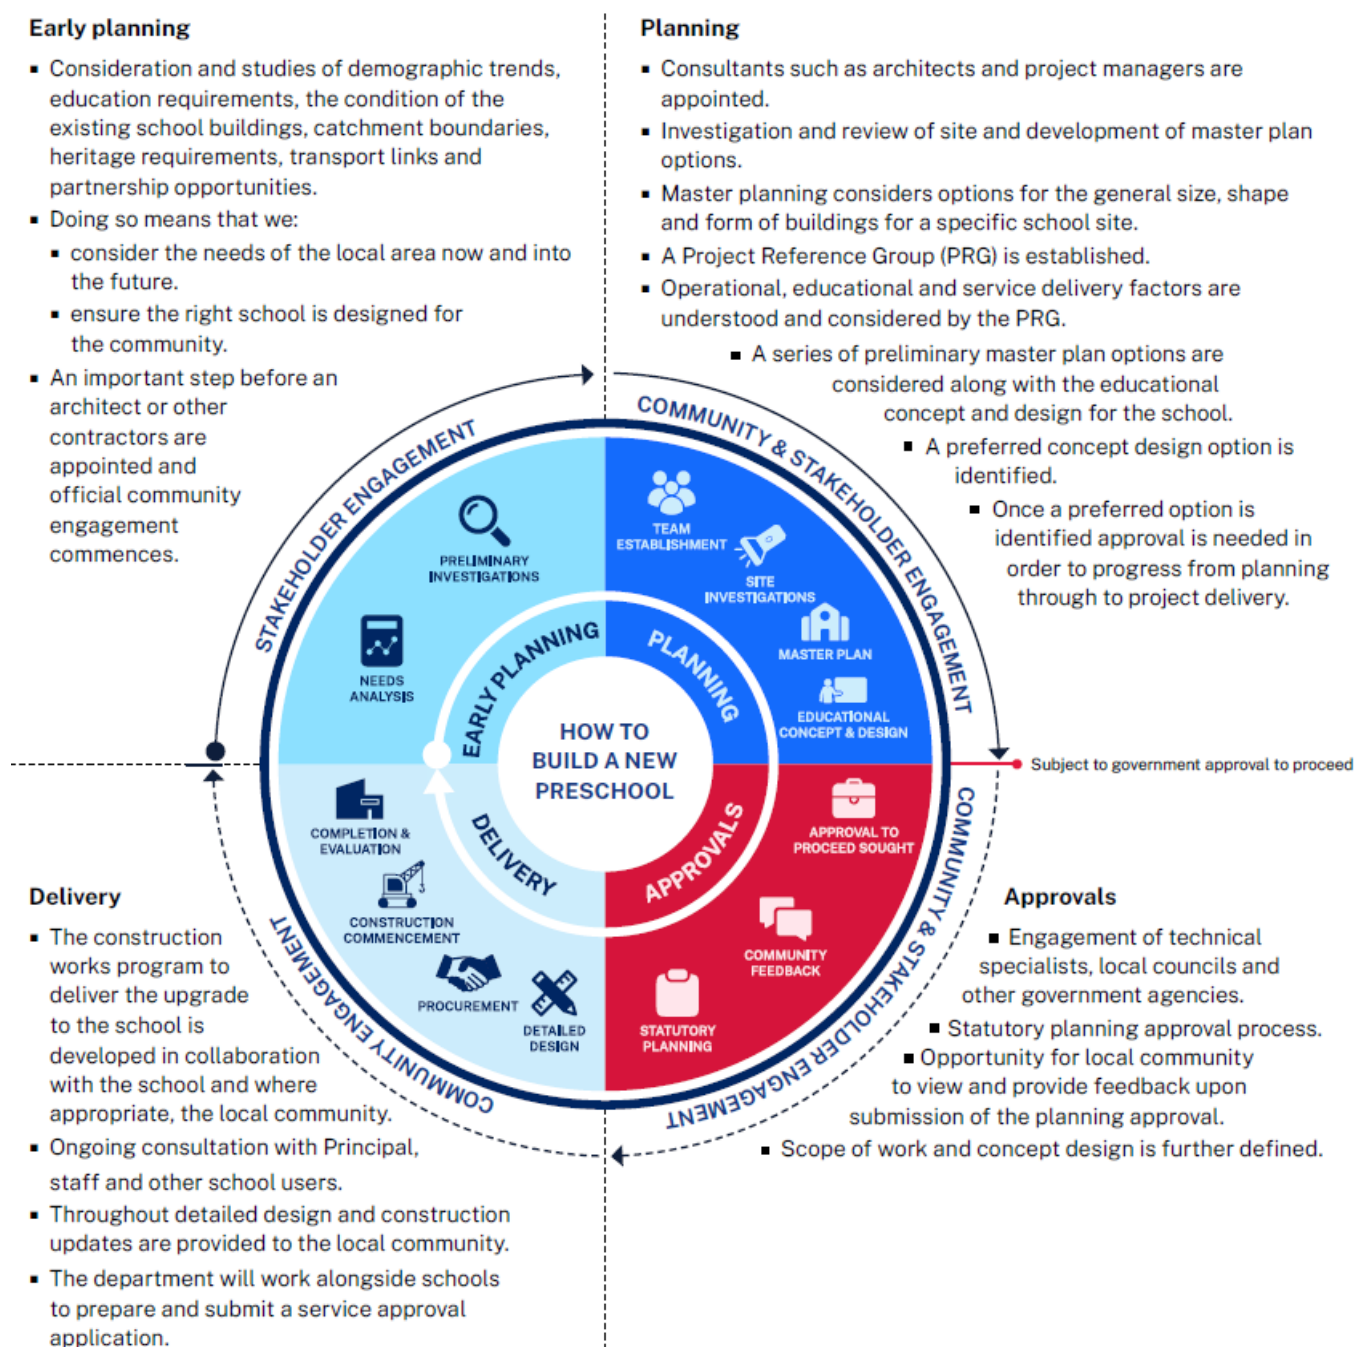 Early planning
▪ Consideration and studies of demographic trends,
education requirements, the condition of the
existing school buildings, catchment boundaries,
heritage requirements, transport links and
partnership opportunities.
▪ Doing so means that we:
▪ consider the needs of the local area now and into
the future.
▪ ensure the right school is designed for
the community.
▪ An important step before an
architect or other
contractors are
appointed and
official community
engagement
commences.
Planning
▪ Consultants such as architects and project managers are
appointed.
▪ Investigation and review of site and development of master plan
options.
▪ Master planning considers options for the general size, shape
and form of buildings for a specific school site.
▪ A Project Reference Group (PRG) is established.
▪ Operational, educational and service delivery factors are
understood and considered by the PRG.
▪ A series of preliminary master plan options are
considered along with the educational
concept and design for the school.
▪ A preferred concept design option is
identified.
▪ Once a preferred option is
identified approval is needed in
order to progress from planning
through to project delivery.
STAKEHOLDER ENGAGEMENT
COMMUNITY & STAKEHOLDER ENGAGEMENT
PRELIMINARY
INVESTIGATIONS
NEEDS
ANALYSIS
EARLY PLANNING
TEAM
ESTABLISHMENT
SITE
INVESTIGATIONS
MASTER PLAN
EDUCATIONAL
CONCEPT & DESIGN
PLANNING
HOW TO
BUILD A NEW
PRESCHOOL
Subject to government approval to proceed
APPROVAL TO
PROCEED SOUGHT
COMMUNITY
FEEDBACK
STATUTORY
PLANNING
APPROVALS
COMMUNITY & STAKEHOLDER ENGAGEMENT
COMPLETION &
EVALUATION
CONSTRUCTION
COMMENCEMENT
PROCUREMENT
DETAILED
DESIGN
DELIVERY
COMMUNITY ENGAGEMENT
Delivery
▪ The construction
works program to
deliver the upgrade
to the school is
developed in collaboration
with the school and where
appropriate, the local community.
▪ Ongoing consultation with Principal,
staff and other school users.
▪ Throughout detailed design and construction
updates are provided to the local community.
▪ The department will work alongside schools
to prepare and submit a service approval
application.
Approvals
▪ Engagement of technical
specialists, local councils and
other government agencies.
▪ Statutory planning approval process.
▪ Opportunity for local community
to view and provide feedback upon
submission of the planning approval.
▪ Scope of work and concept design is further defined.